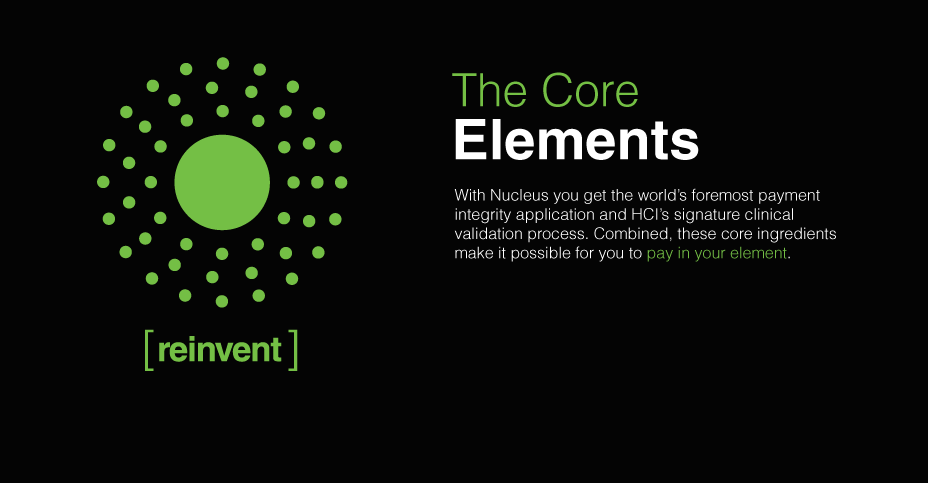 The Core
Elements
With Nucleus you get the world's foremost payment
integrity application and HCI's signature clinical
validation process. Combined, these core ingredients
make it possible for you to pay in your element.
[reinvent]